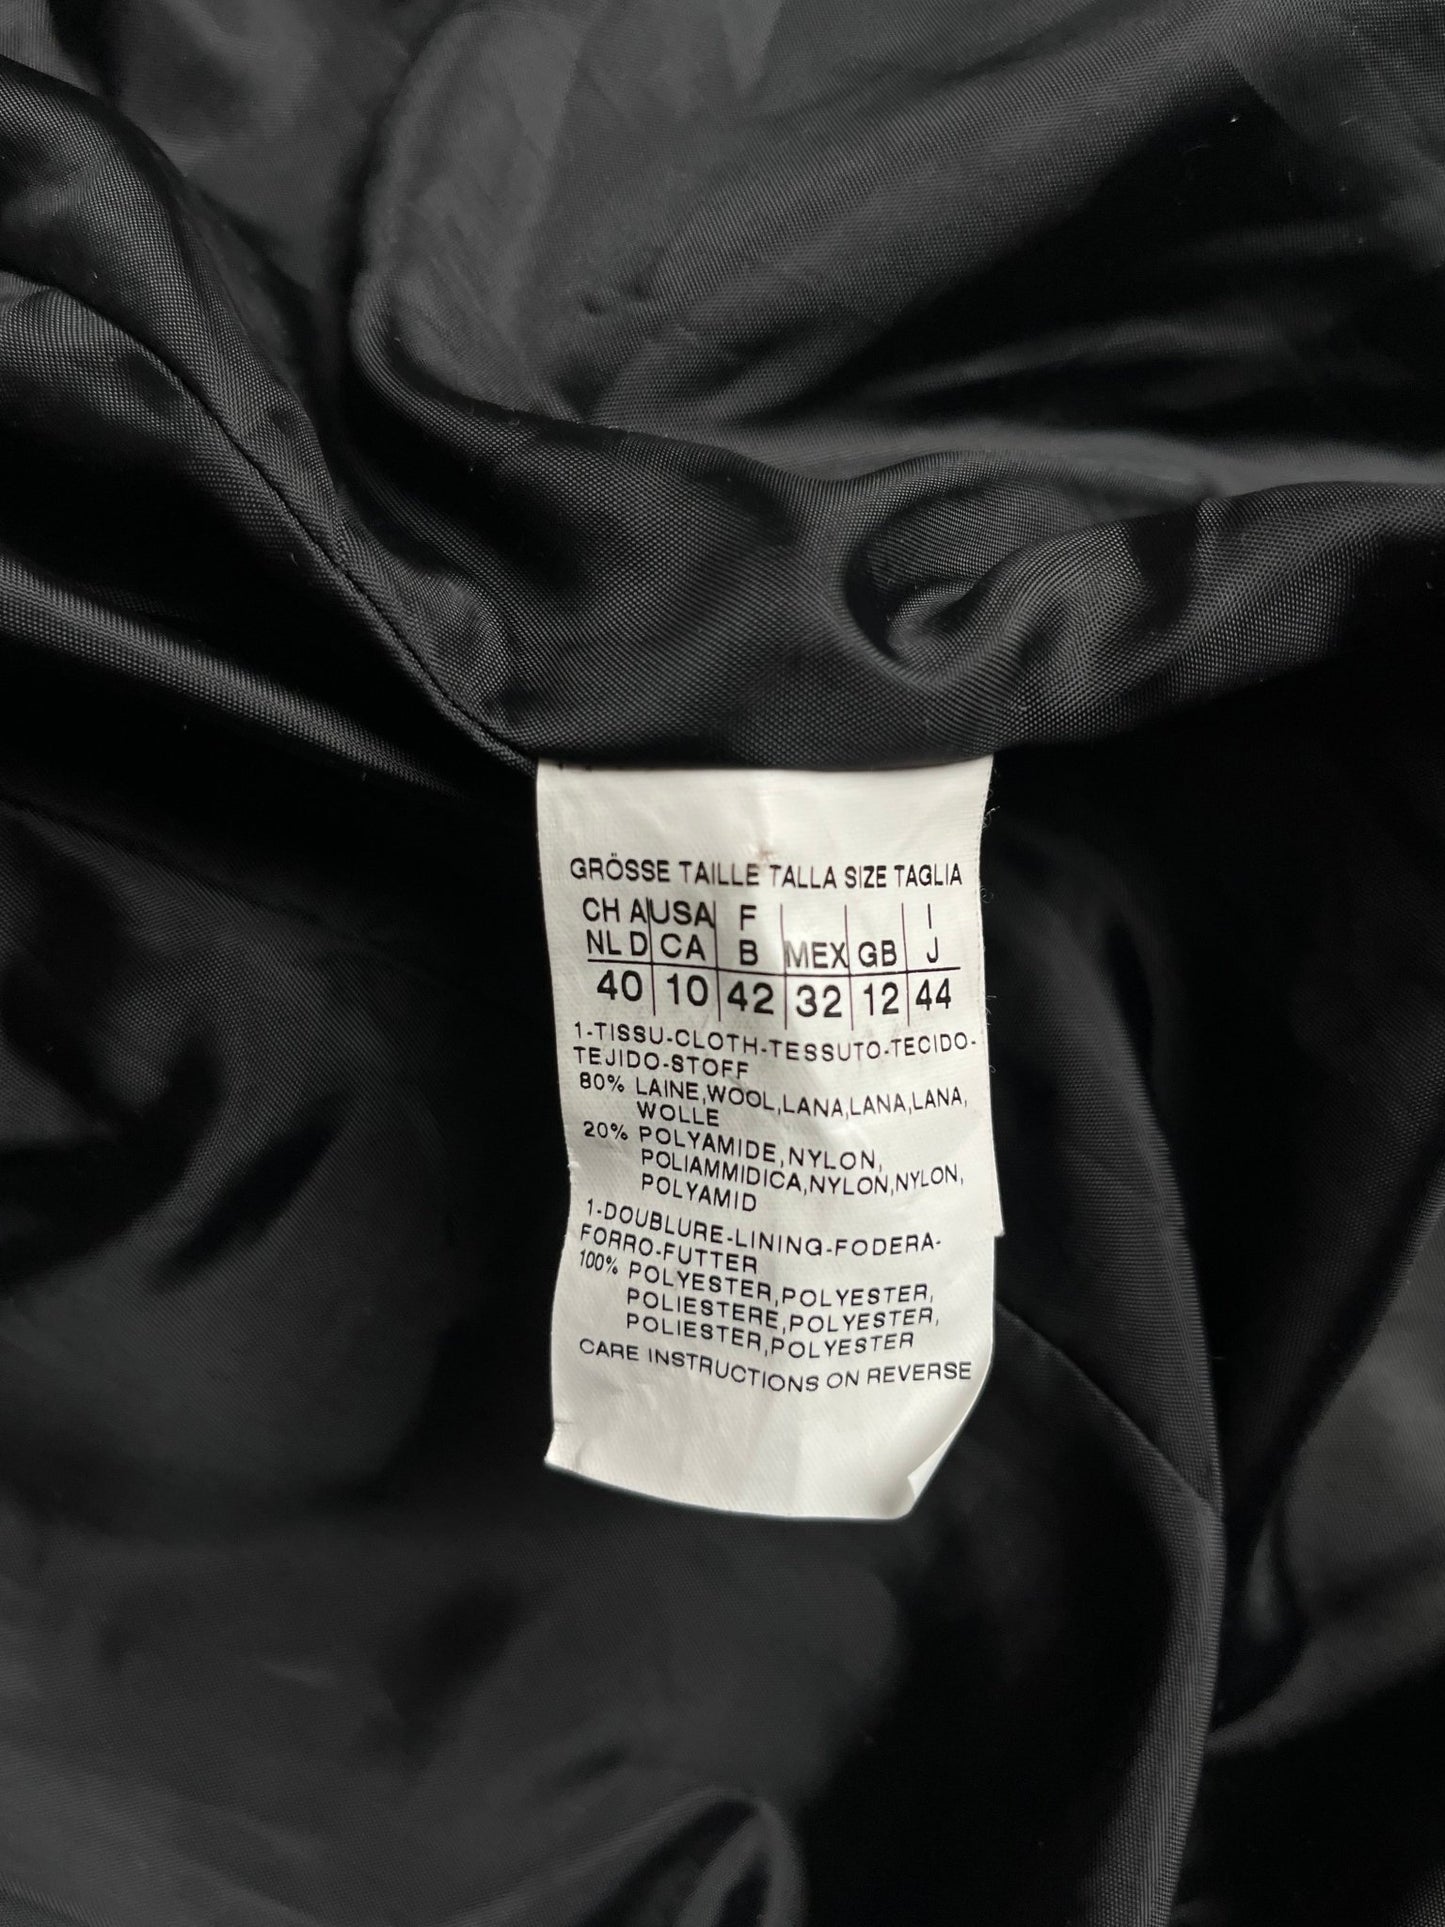 GRÖSSE TAILLE TALLA SIZE TAGLIA
CH A USA F I
NL D CA B MEX GB J
40 10 42 32 12 44
1-TISSU-CLOTH-TESSUTO-TECIDO-
TEJIDO-STOFF
80% LAINE,WOOL,LANA,LANA,LANA,
WOLLE
20% POLYAMIDE,NYLON,
POLIAMMIDICA,NYLON,NYLON,
POLYAMID
1-DOUBLURE-LINING-FODERA-
FORRO-FUTTER
100% POLYESTER,POLYESTER,
POLIESTERE,POLYESTER,
POLIESTER,POLYESTER
CARE INSTRUCTIONS ON REVERSE